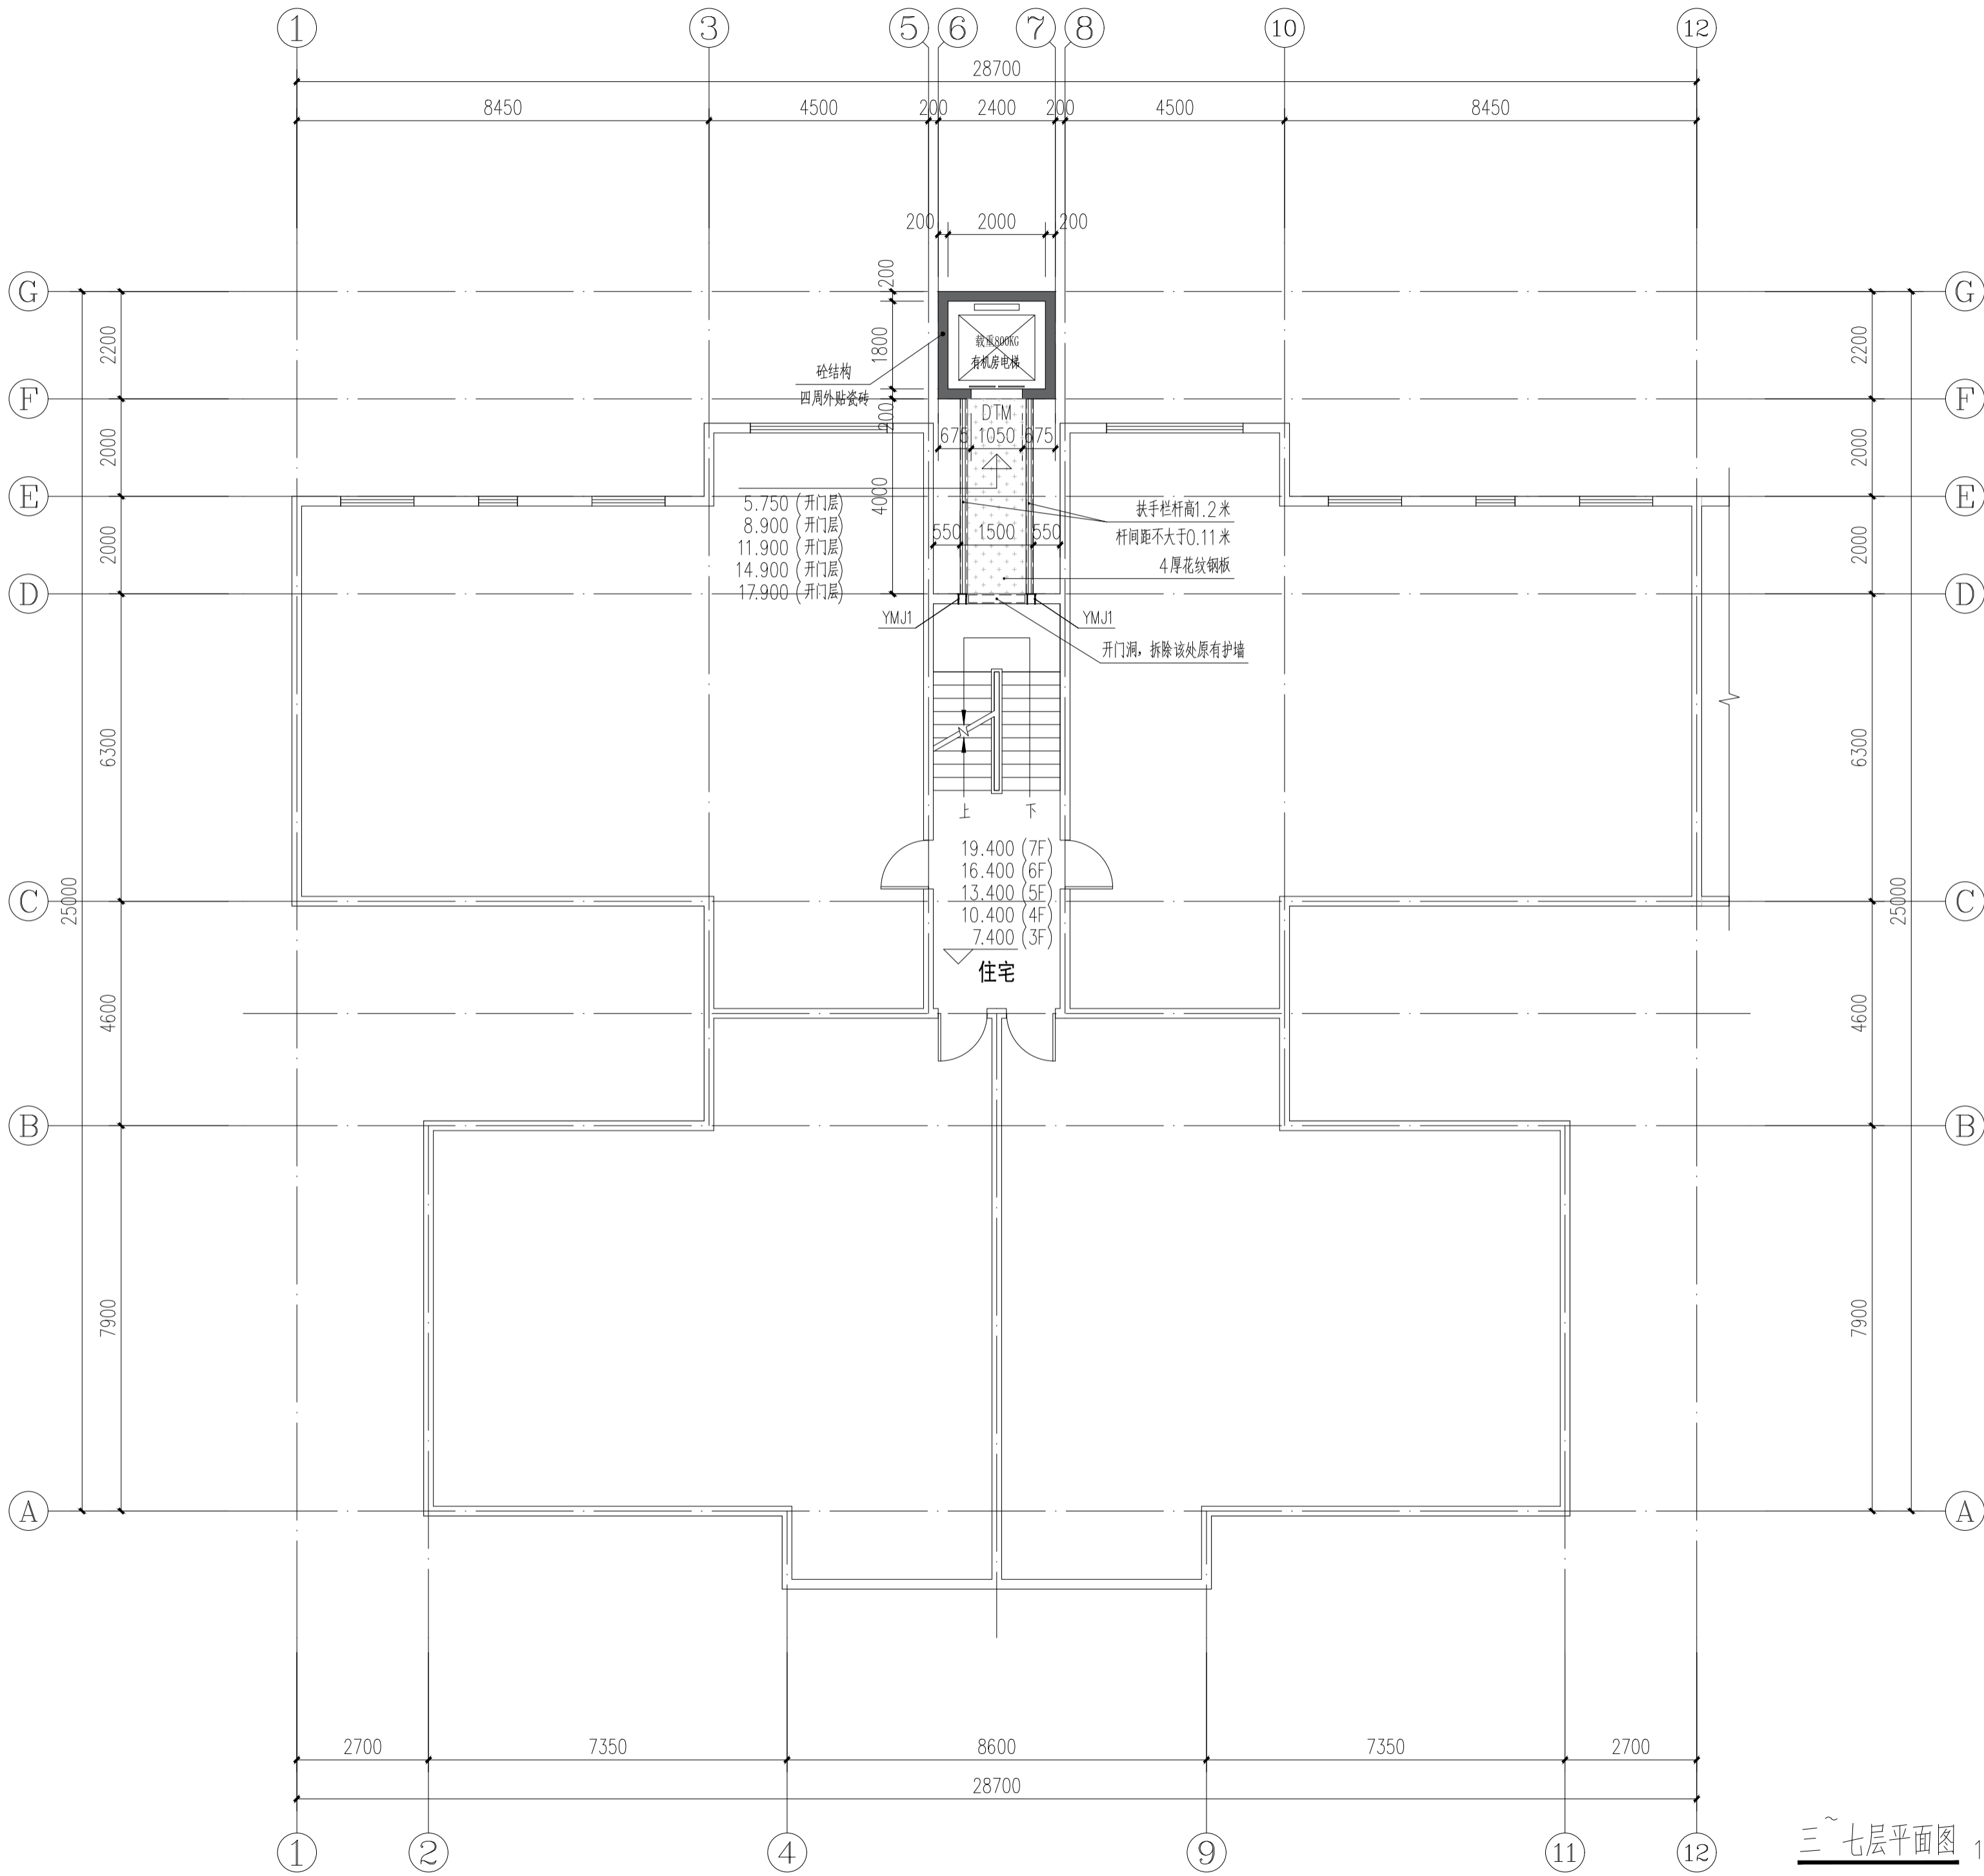 1 3 5 6 7 8 10 12
28700
8450 4500 200 2400 200 4500 8450
200 2000 200
G G
200
2200 1800 2200
载重800KG
有机房电梯
砼结构
四周外贴瓷砖
F F
200
DTM
675 1050 675
2000 2000
E E
4000
5.750 (开门层)
8.900 (开门层)
11.900 (开门层)
14.900 (开门层)
17.900 (开门层)
扶手栏杆高1.2米
杆间距不大于0.11米
550 1500 550
4厚花纹钢板
2000 2000
D D
YMJ1 YMJ1
开门洞，拆除该处原有护墙
6300 6300
上 下
19.400 (7F)
16.400 (6F)
13.400 (5F)
10.400 (4F)
7.400 (3F)
住宅
25000 25000
C C
4600 4600
B B
7900 7900
A A
2700 7350 8600 7350 2700
28700
1 2 4 9 11 12
三~七层平面图 1